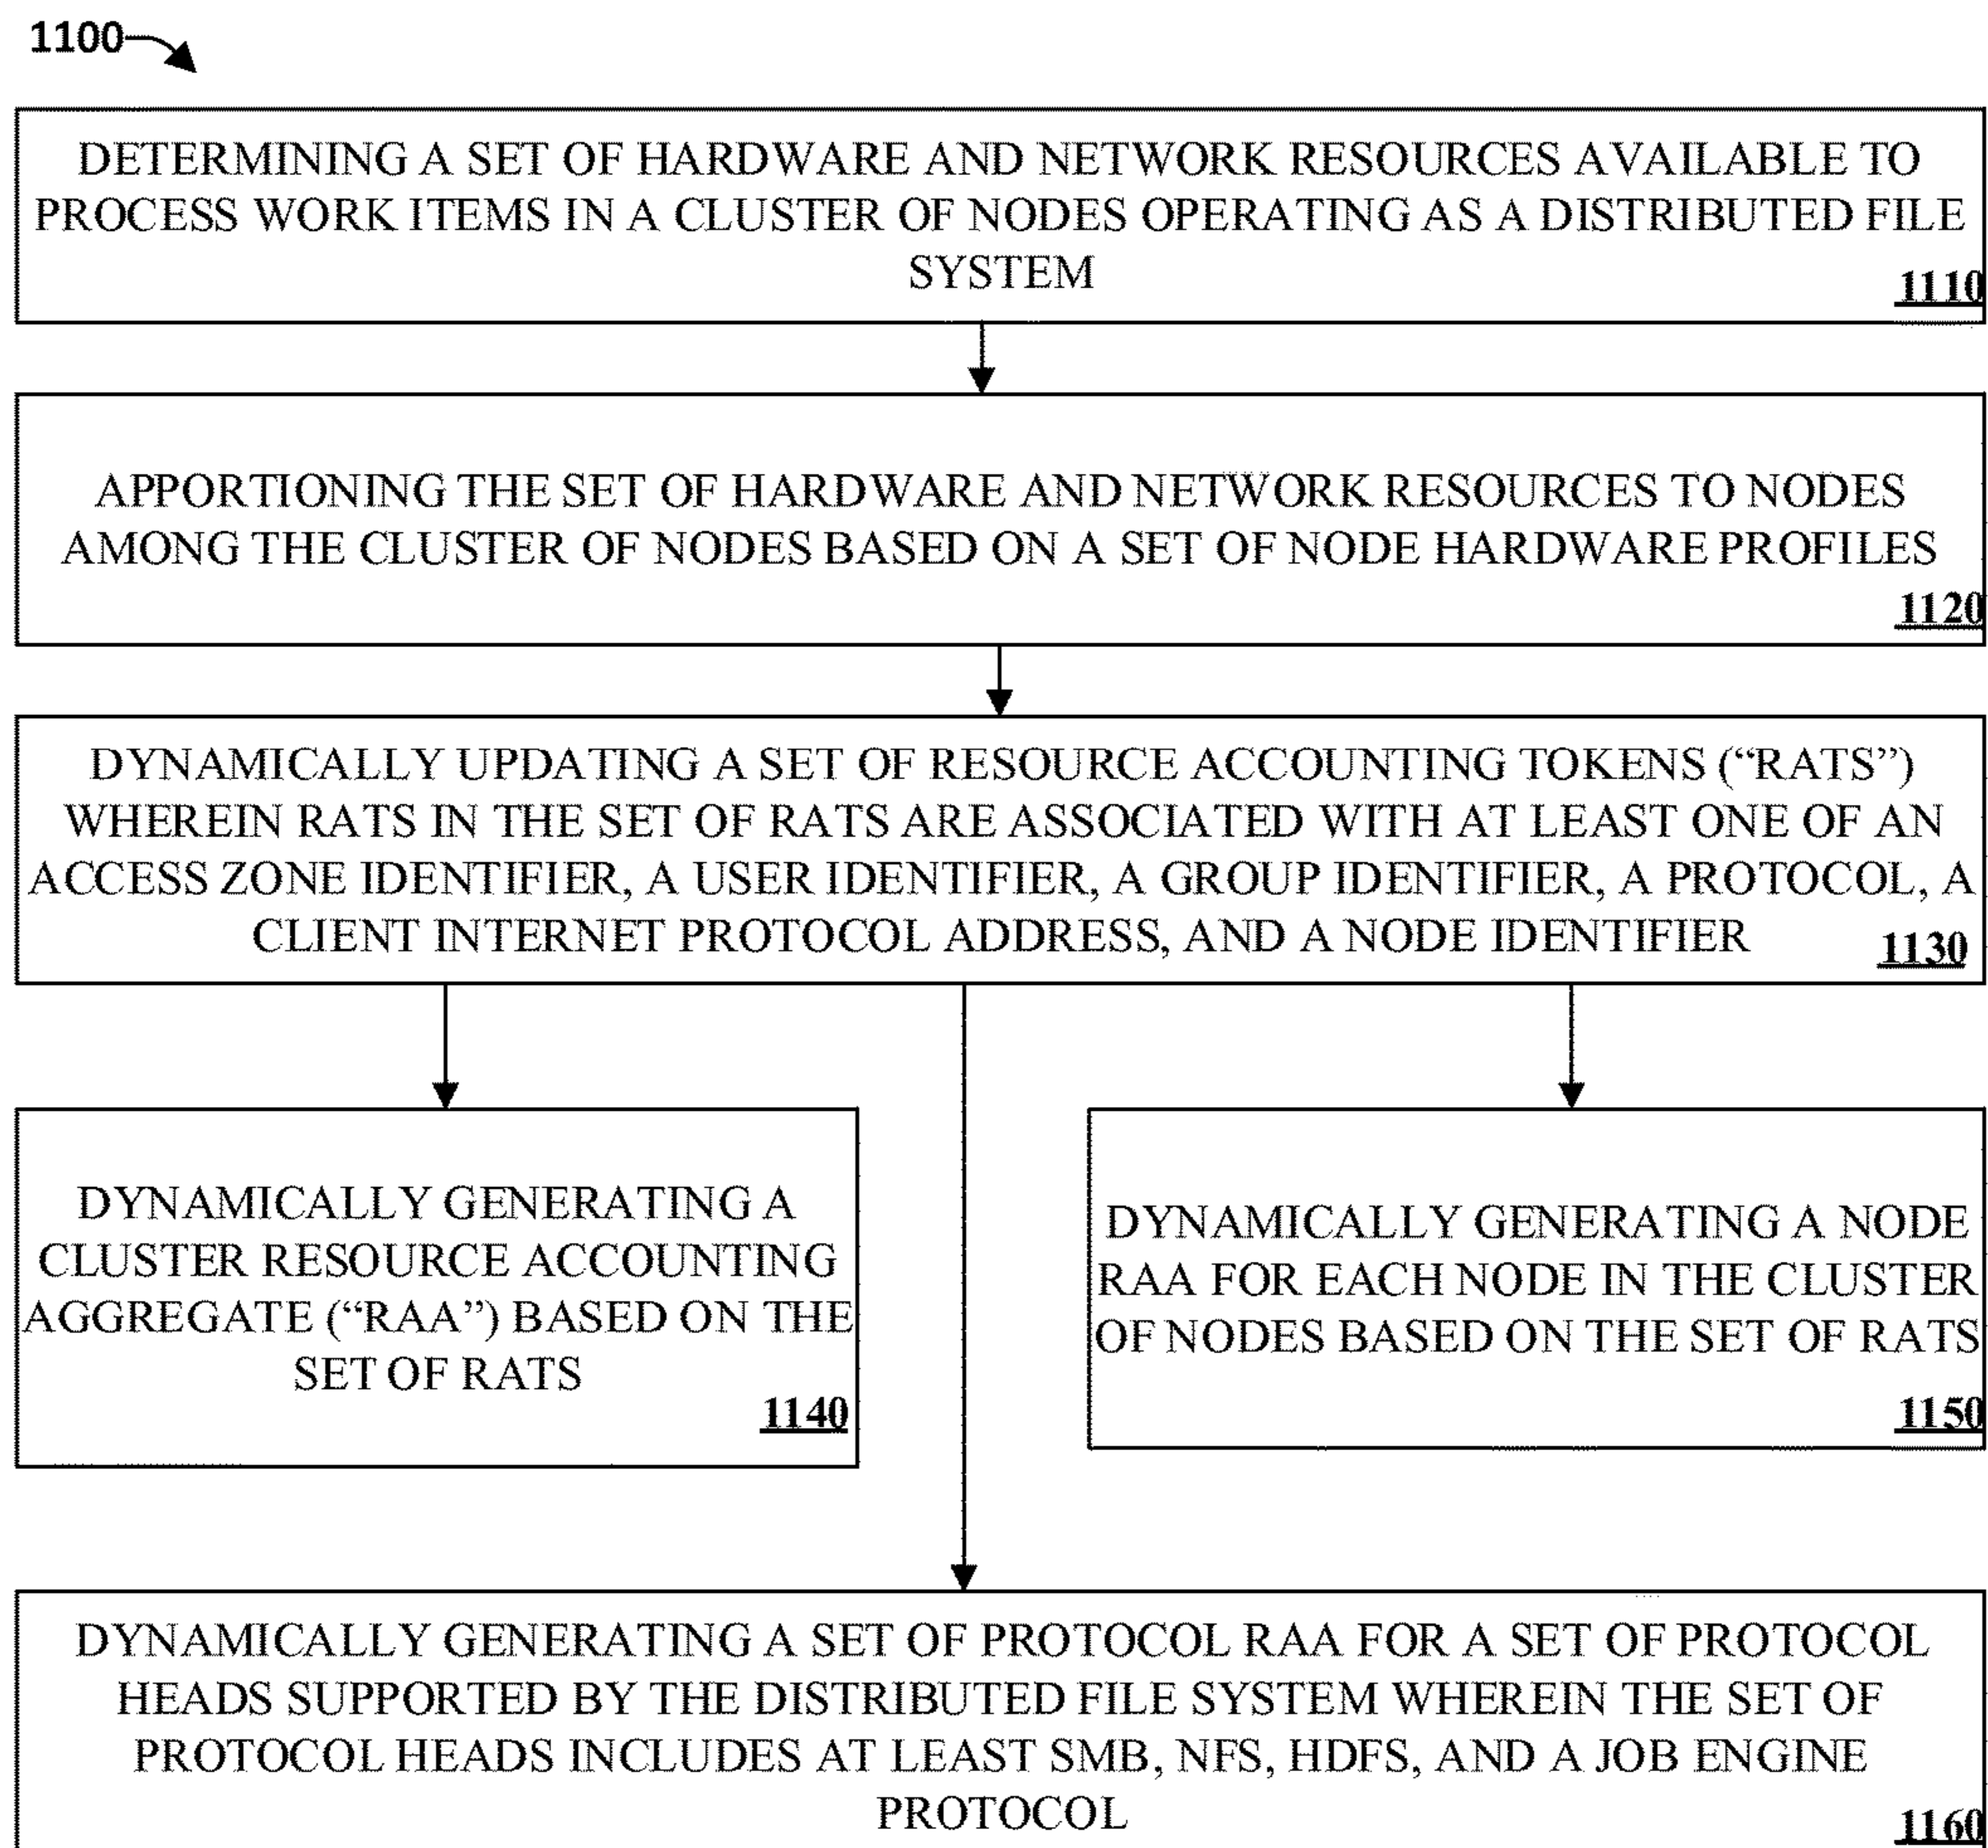 1100
DETERMINING A SET OF HARDWARE AND NETWORK RESOURCES AVAILABLE TO
PROCESS WORK ITEMS IN A CLUSTER OF NODES OPERATING AS A DISTRIBUTED FILE
SYSTEM
1110
APPORTIONING THE SET OF HARDWARE AND NETWORK RESOURCES TO NODES
AMONG THE CLUSTER OF NODES BASED ON A SET OF NODE HARDWARE PROFILES
1120
DYNAMICALLY UPDATING A SET OF RESOURCE ACCOUNTING TOKENS (“RATS”)
WHEREIN RATS IN THE SET OF RATS ARE ASSOCIATED WITH AT LEAST ONE OF AN
ACCESS ZONE IDENTIFIER, A USER IDENTIFIER, A GROUP IDENTIFIER, A PROTOCOL, A
CLIENT INTERNET PROTOCOL ADDRESS, AND A NODE IDENTIFIER
1130
DYNAMICALLY GENERATING A
CLUSTER RESOURCE ACCOUNTING
AGGREGATE (“RAA”) BASED ON THE
SET OF RATS
1140
DYNAMICALLY GENERATING A NODE
RAA FOR EACH NODE IN THE CLUSTER
OF NODES BASED ON THE SET OF RATS
1150
DYNAMICALLY GENERATING A SET OF PROTOCOL RAA FOR A SET OF PROTOCOL
HEADS SUPPORTED BY THE DISTRIBUTED FILE SYSTEM WHEREIN THE SET OF
PROTOCOL HEADS INCLUDES AT LEAST SMB, NFS, HDFS, AND A JOB ENGINE
PROTOCOL
1160